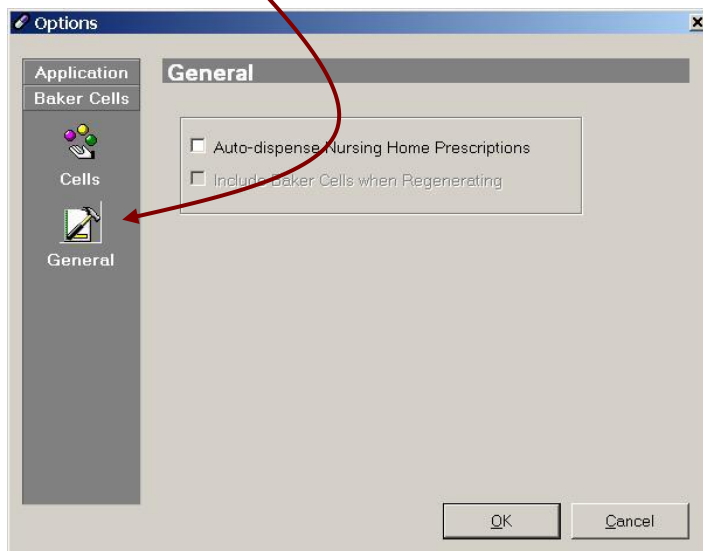 Options
Application
Baker Cells
Cells
General
General
Auto-dispense Nursing Home Prescriptions
Include Baker Cells when Regenerating
OK
Cancel